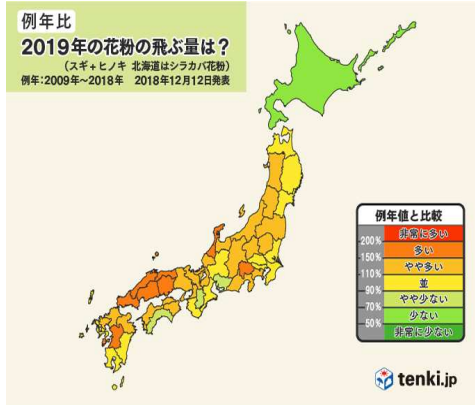 例年比
2019年の花粉の飛ぶ量は？
（スギ+ヒノキ 北海道はシラカバ花粉）
例年：2009年～2018年 2018年12月12日発表
例年値と比較
非常に多い
200%
多い
150%
やや多い
110%
並
90%
やや少ない
70%
少ない
50%
非常に少ない
tenki.jp